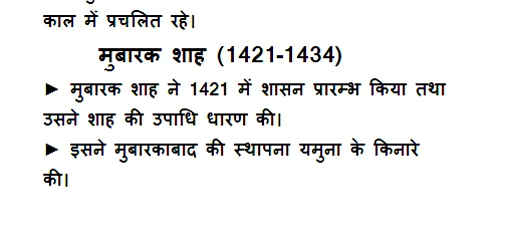 काल में प्रचलित रहे।
मुबारक शाह (1421-1434)
► मुबारक शाह ने 1421 में शासन प्रारम्भ किया तथा
उसने शाह की उपाधि धारण की।
► इसने मुबारकाबाद की स्थापना यमुना के किनारे
की।